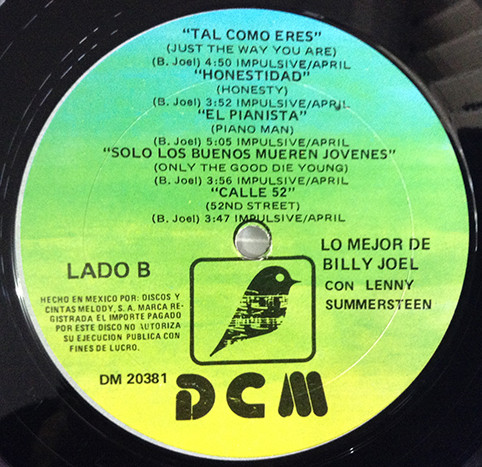 "TAL COMO ERES"
(JUST THE WAY YOU ARE)
(B. Joel) 4:50 IMPULSIVE/APRIL
"HONESTIDAD"
(HONESTY)
(B. Joel) 3:52 IMPULSIVE/APRIL
"EL PIANISTA"
(PIANO MAN)
(B. Joel) 5:05 IMPULSIVE/APRIL
"SOLO LOS BUENOS MUEREN JOVENES"
(ONLY THE GOOD DIE YOUNG)
(B. Joel) 3:56 IMPULSIVE/APRIL
"CALLE 52"
(52ND STREET)
(B. Joel) 3:47 IMPULSIVE/APRIL
LADO B
LO MEJOR DE
BILLY JOEL
CON LENNY
SUMMERSTEEN
HECHO EN MEXICO POR: DISCOS Y
CINTAS MELODY, S.A. MARCA RE-
GISTRADA EL IMPORTE PAGADO
POR ESTE DISCO NO AUTORIZA
SU EJECUCION PUBLICA CON
FINES DE LUCRO.
DM 20381
DCM